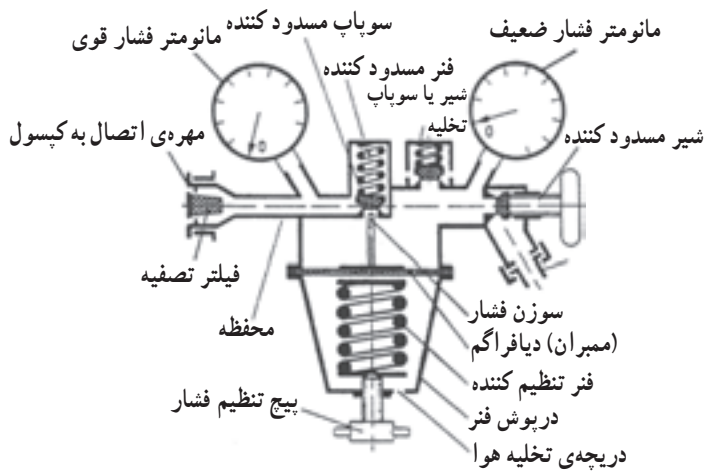 مانومتر فشار ضعیف
سوپاپ مسدود کننده
مانومتر فشار قوی
فنر مسدود کننده
شیر یا سوپاپ
تخلیه
شیر مسدود کننده
مهره‌ی اتصال به کپسول
0
0
فیلتر تصفیه
محفظه
سوزن فشار
(ممبران) دیافراگم
فنر تنظیم کننده
درپوش فنر
پیچ تنظیم فشار
دریچه‌ی تخلیه هوا